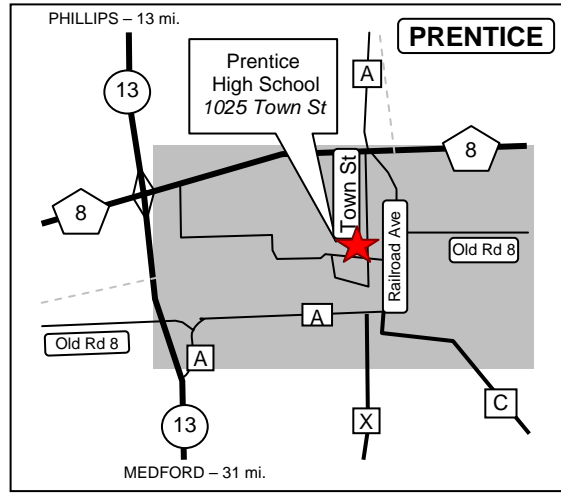 PHILLIPS – 13 mi.
PRENTICE
Prentice
High School
1025 Town St
A
13
8
Town St
8
Old Rd 8
Railroad Ave
A
Old Rd 8
A
C
13
X
MEDFORD – 31 mi.